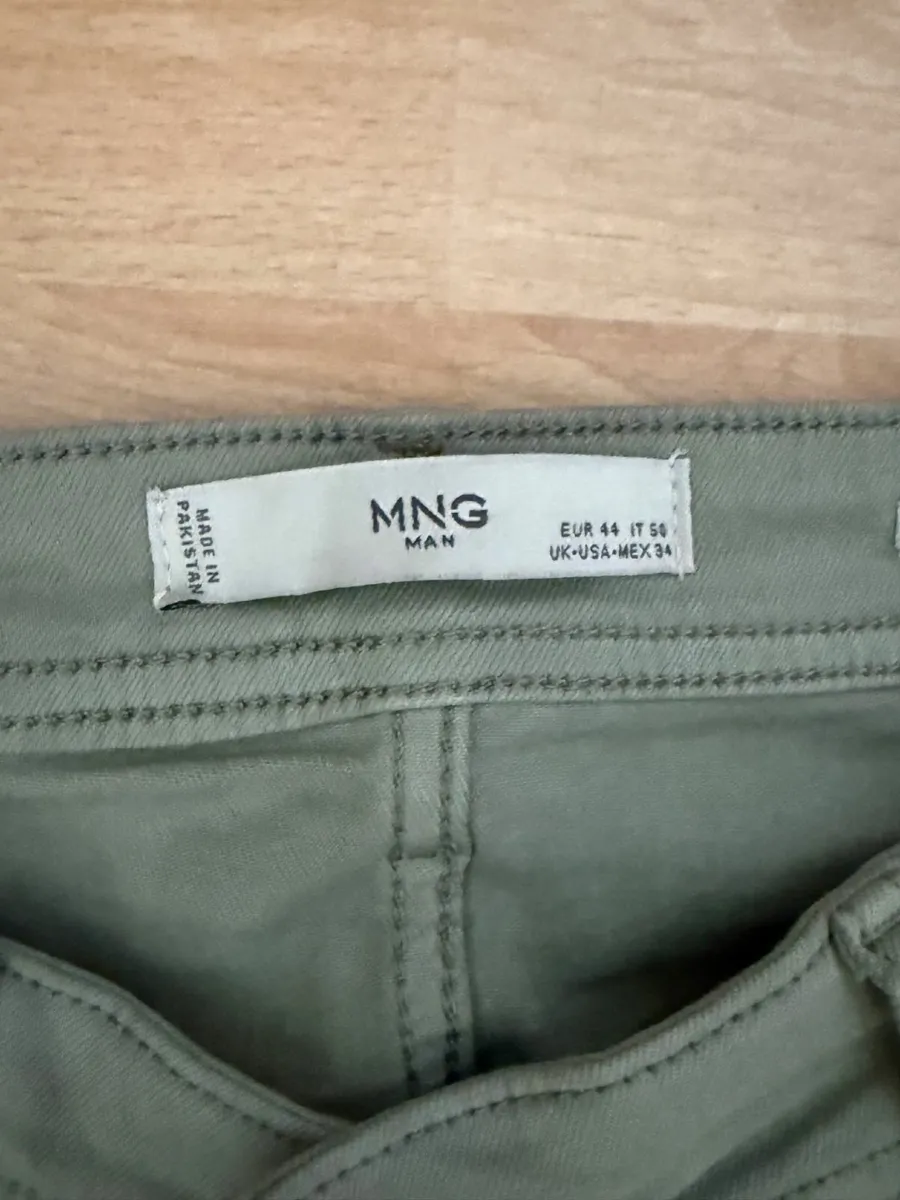 MADE IN
PAKISTAN
MNG
MAN
EUR 44 IT 50
UK•USA•MEX 34